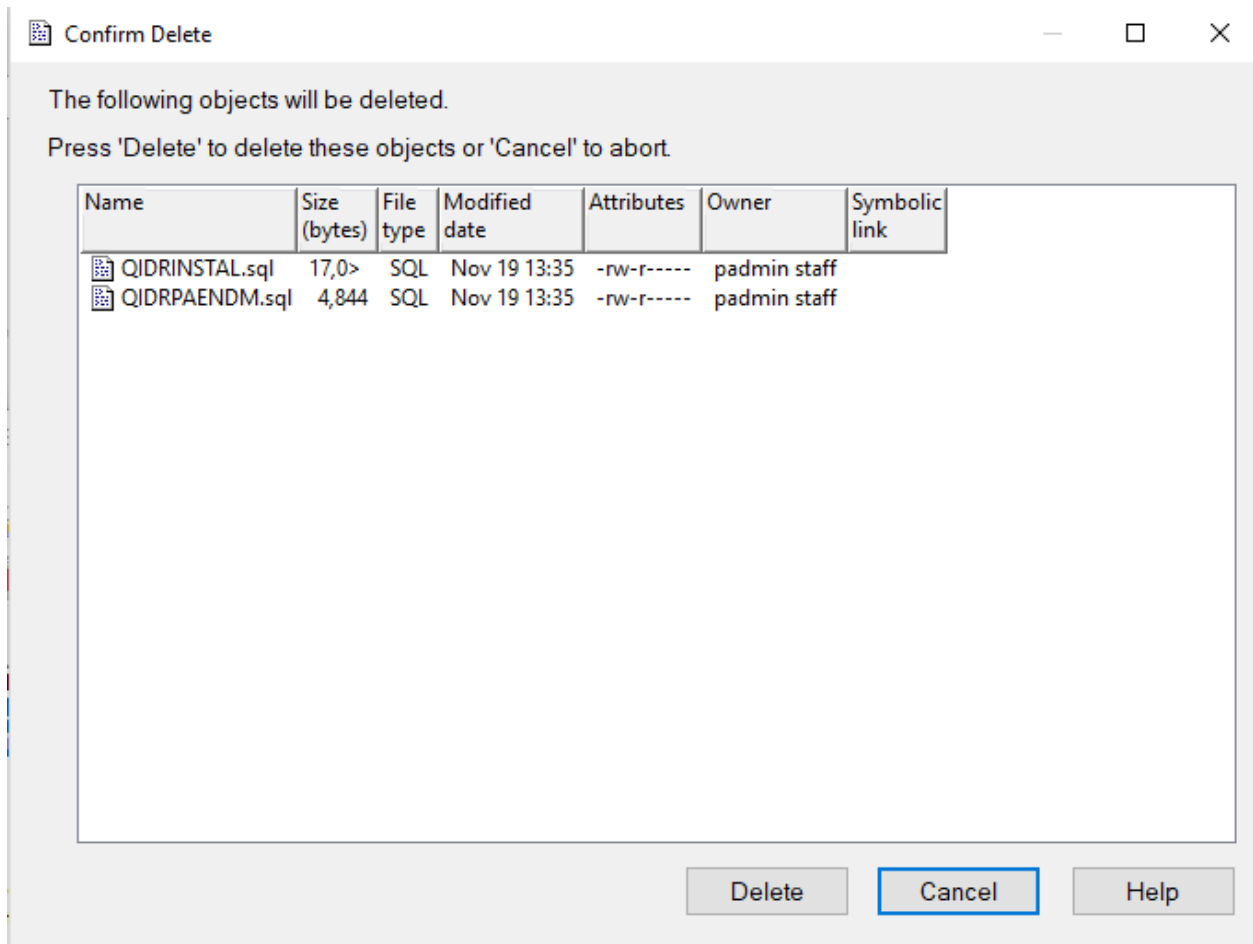 Confirm Delete
The following objects will be deleted.
Press 'Delete' to delete these objects or 'Cancel' to abort.
Name Size (bytes) File type Modified date Attributes Owner Symbolic link
QIDRINSTAL.sql 17,0> SQL Nov 19 13:35 -rw-r----- padmin staff
QIDRPAENDM.sql 4,844 SQL Nov 19 13:35 -rw-r----- padmin staff
Delete Cancel Help